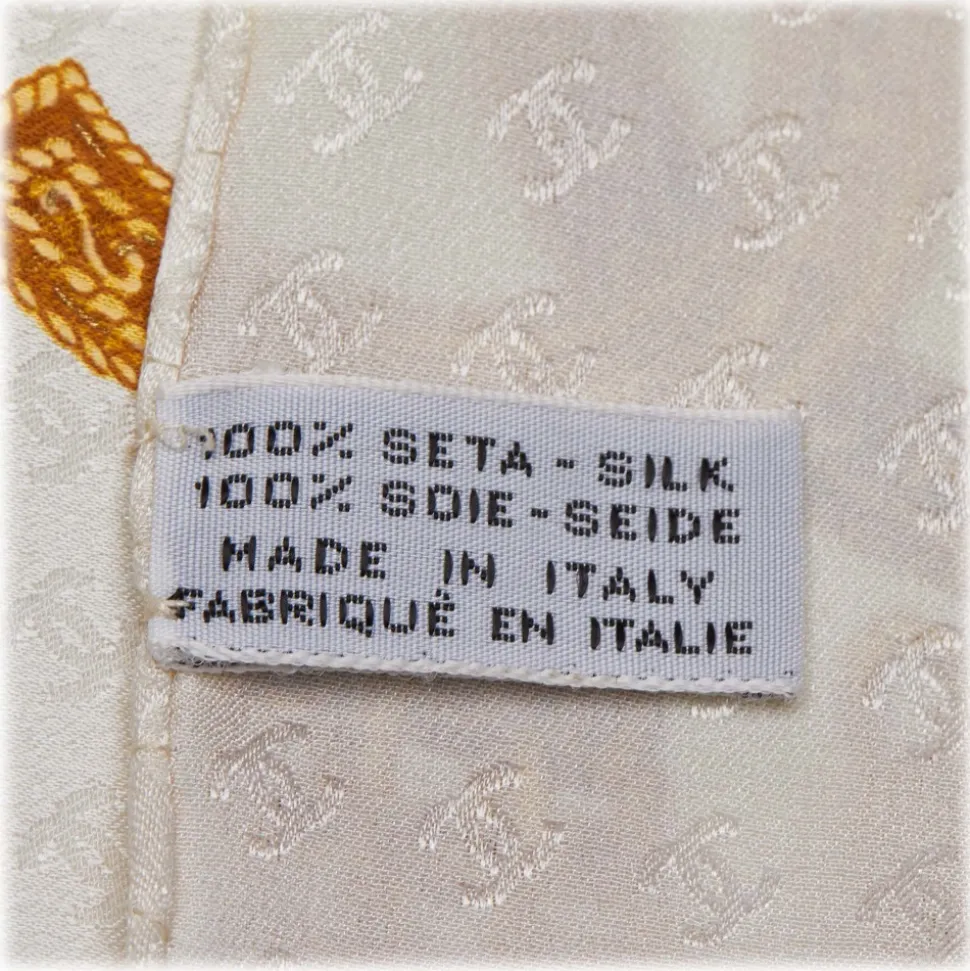 100% SETA - SILK
100% SOIE - SEIDE
MADE IN ITALY
FABRIQUÉ EN ITALIE